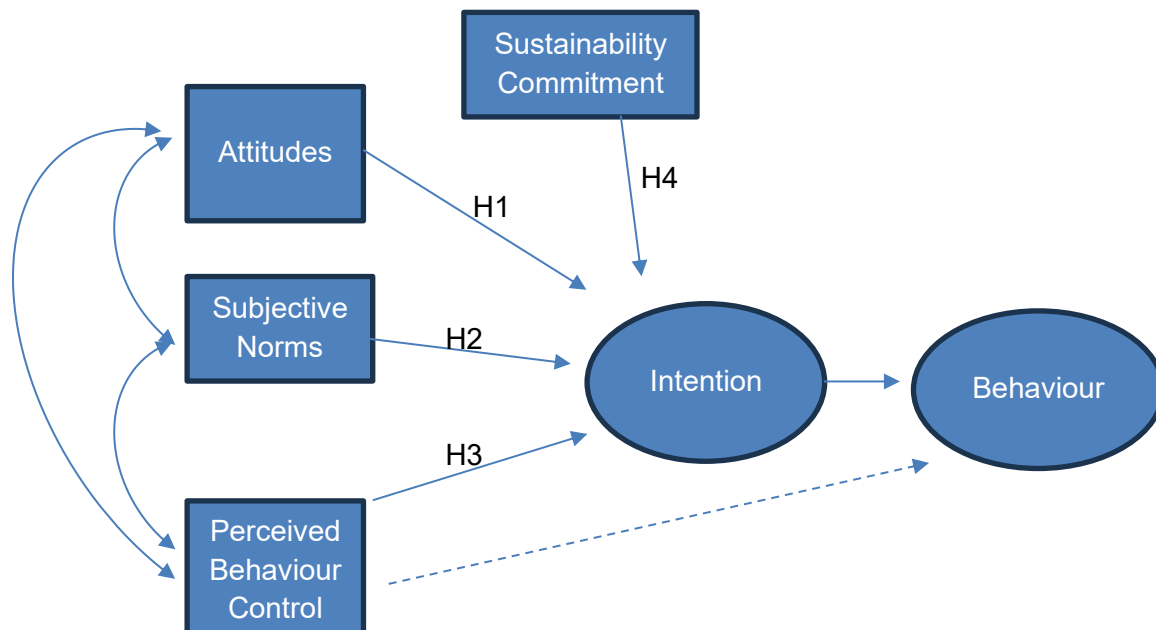 Sustainability
Commitment
Attitudes
H4
H1
Subjective
Norms
H2
Intention
Behaviour
H3
Perceived
Behaviour
Control